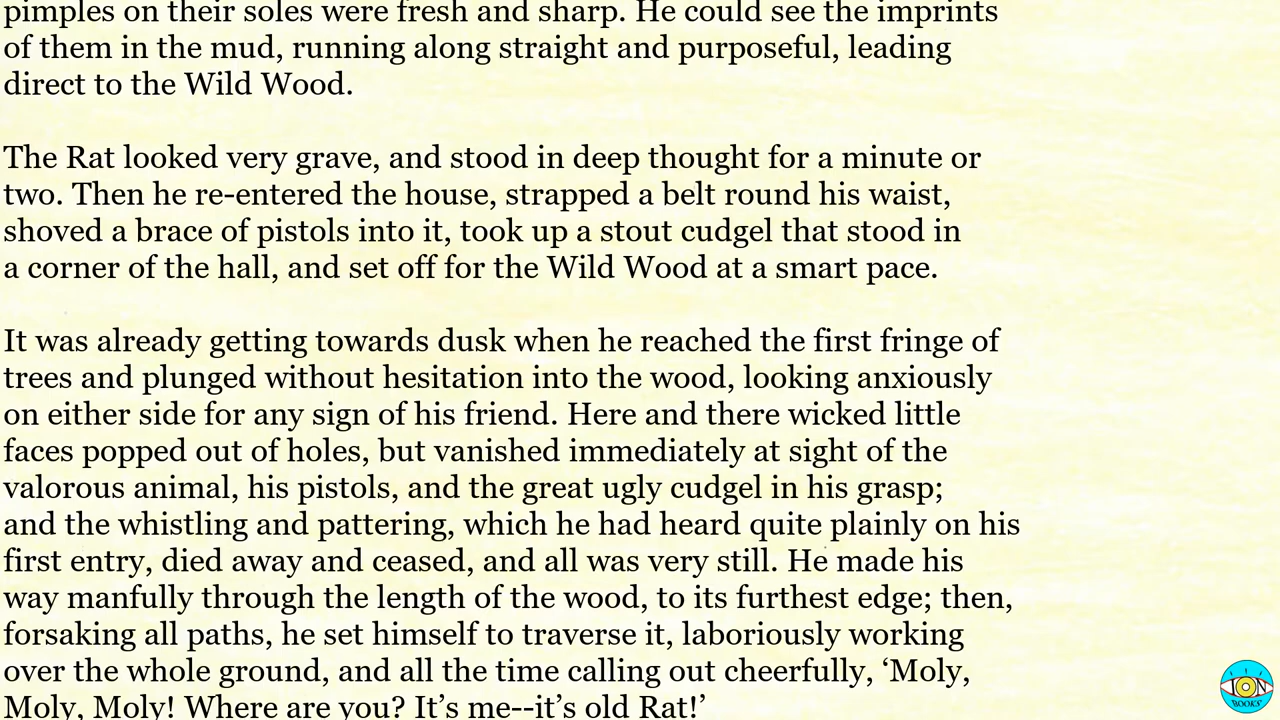 pimples on their soles were fresh and sharp. He could see the imprints
of them in the mud, running along straight and purposeful, leading
direct to the Wild Wood.
The Rat looked very grave, and stood in deep thought for a minute or
two. Then he re-entered the house, strapped a belt round his waist,
shoved a brace of pistols into it, took up a stout cudgel that stood in
a corner of the hall, and set off for the Wild Wood at a smart pace.
It was already getting towards dusk when he reached the first fringe of
trees and plunged without hesitation into the wood, looking anxiously
on either side for any sign of his friend. Here and there wicked little
faces popped out of holes, but vanished immediately at sight of the
valorous animal, his pistols, and the great ugly cudgel in his grasp;
and the whistling and pattering, which he had heard quite plainly on his
first entry, died away and ceased, and all was very still. He made his
way manfully through the length of the wood, to its furthest edge; then,
forsaking all paths, he set himself to traverse it, laboriously working
over the whole ground, and all the time calling out cheerfully, ‘Moly,
Moly, Moly! Where are you? It’s me--it’s old Rat!’
ION
BOOKS